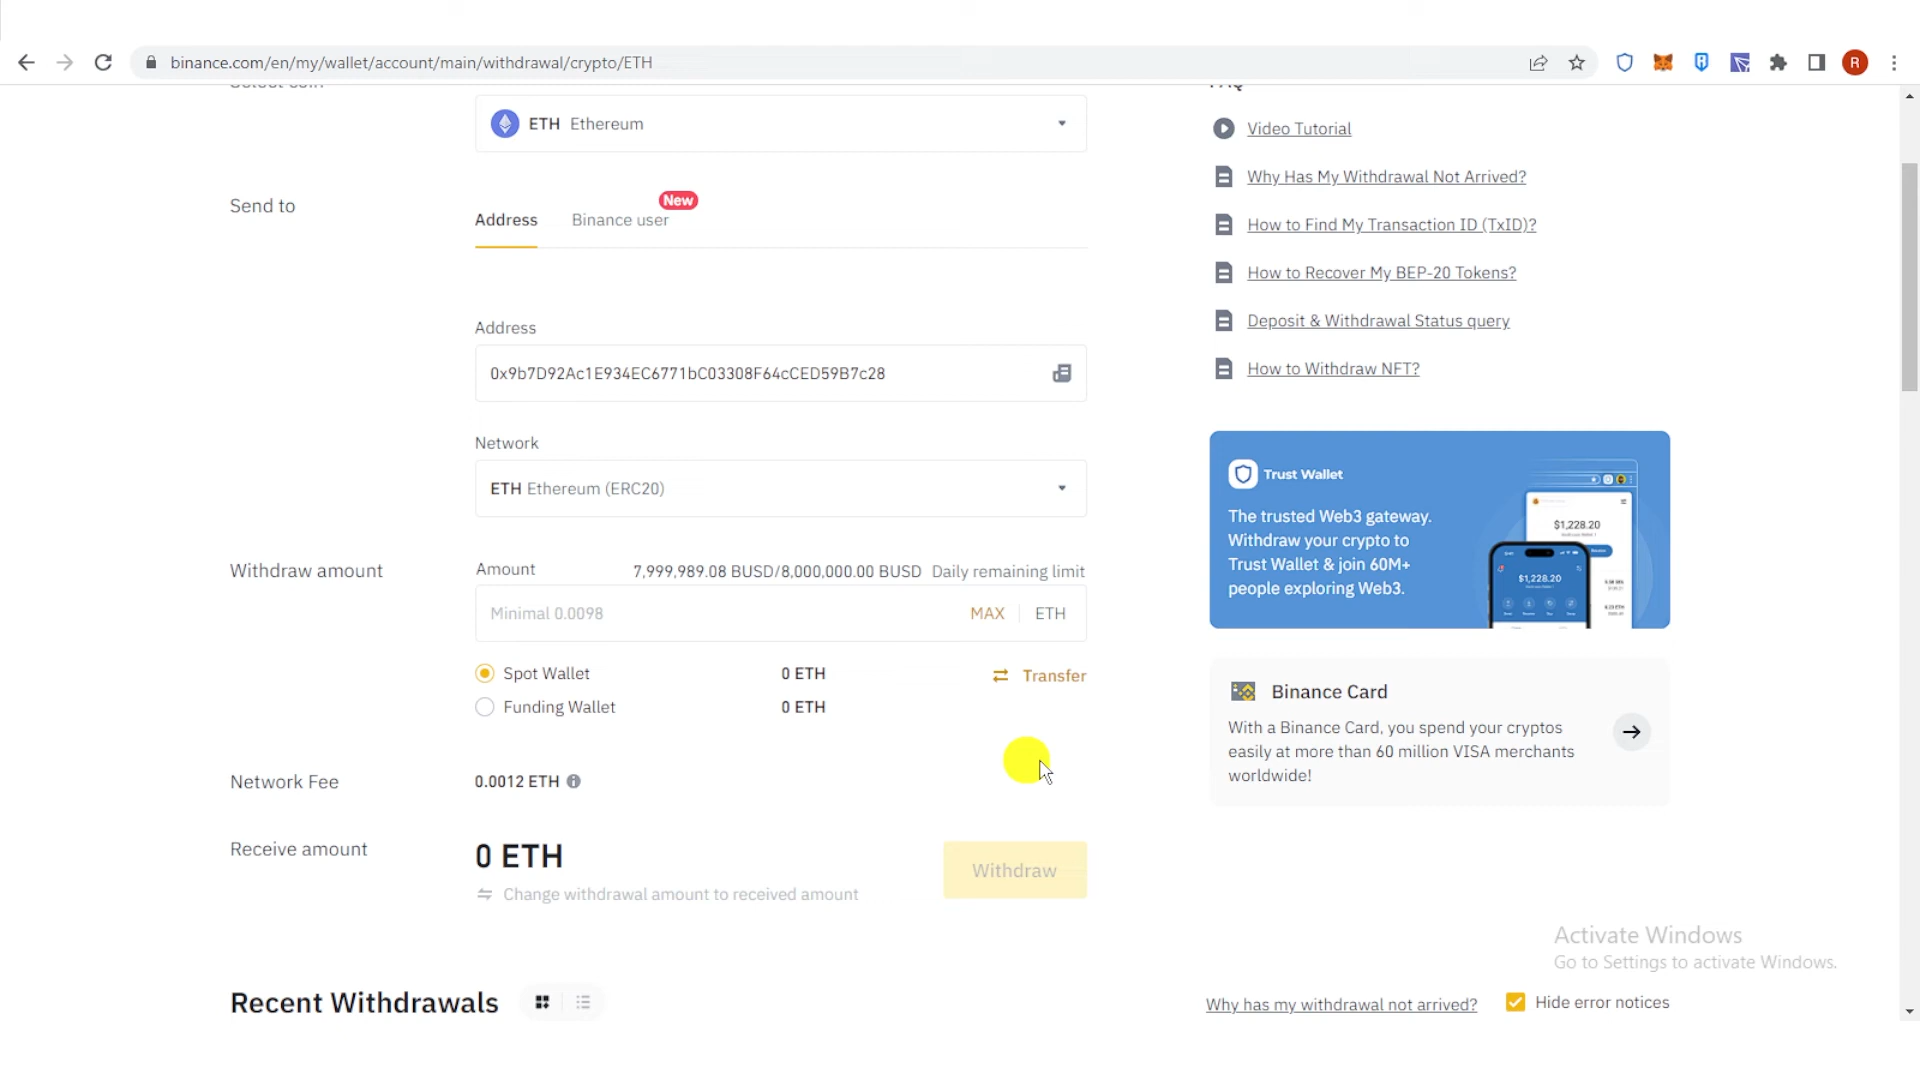 binance.com/en/my/wallet/account/main/withdrawal/crypto/ETH
R
Select coin
ETH Ethereum
Send to
Address
Binance user
New
Address
0x9b7D92Ac1E934EC6771bC03308F64cCED59B7c28
Network
ETH Ethereum (ERC20)
Withdraw amount
Amount
7,999,989.08 BUSD/8,000,000.00 BUSD Daily remaining limit
Minimal 0.0098
MAX
ETH
Spot Wallet
0 ETH
Transfer
Funding Wallet
0 ETH
Network Fee
0.0012 ETH
Receive amount
0 ETH
Change withdrawal amount to received amount
Withdraw
Recent Withdrawals
FAQ
Video Tutorial
Why Has My Withdrawal Not Arrived?
How to Find My Transaction ID (TxID)?
How to Recover My BEP-20 Tokens?
Deposit & Withdrawal Status query
How to Withdraw NFT?
Trust Wallet
The trusted Web3 gateway.
Withdraw your crypto to
Trust Wallet & join 60M+
people exploring Web3.
$1,228.20
$1,228.20
Binance Card
With a Binance Card, you spend your cryptos
easily at more than 60 million VISA merchants
worldwide!
Activate Windows
Go to Settings to activate Windows.
Why has my withdrawal not arrived?
Hide error notices